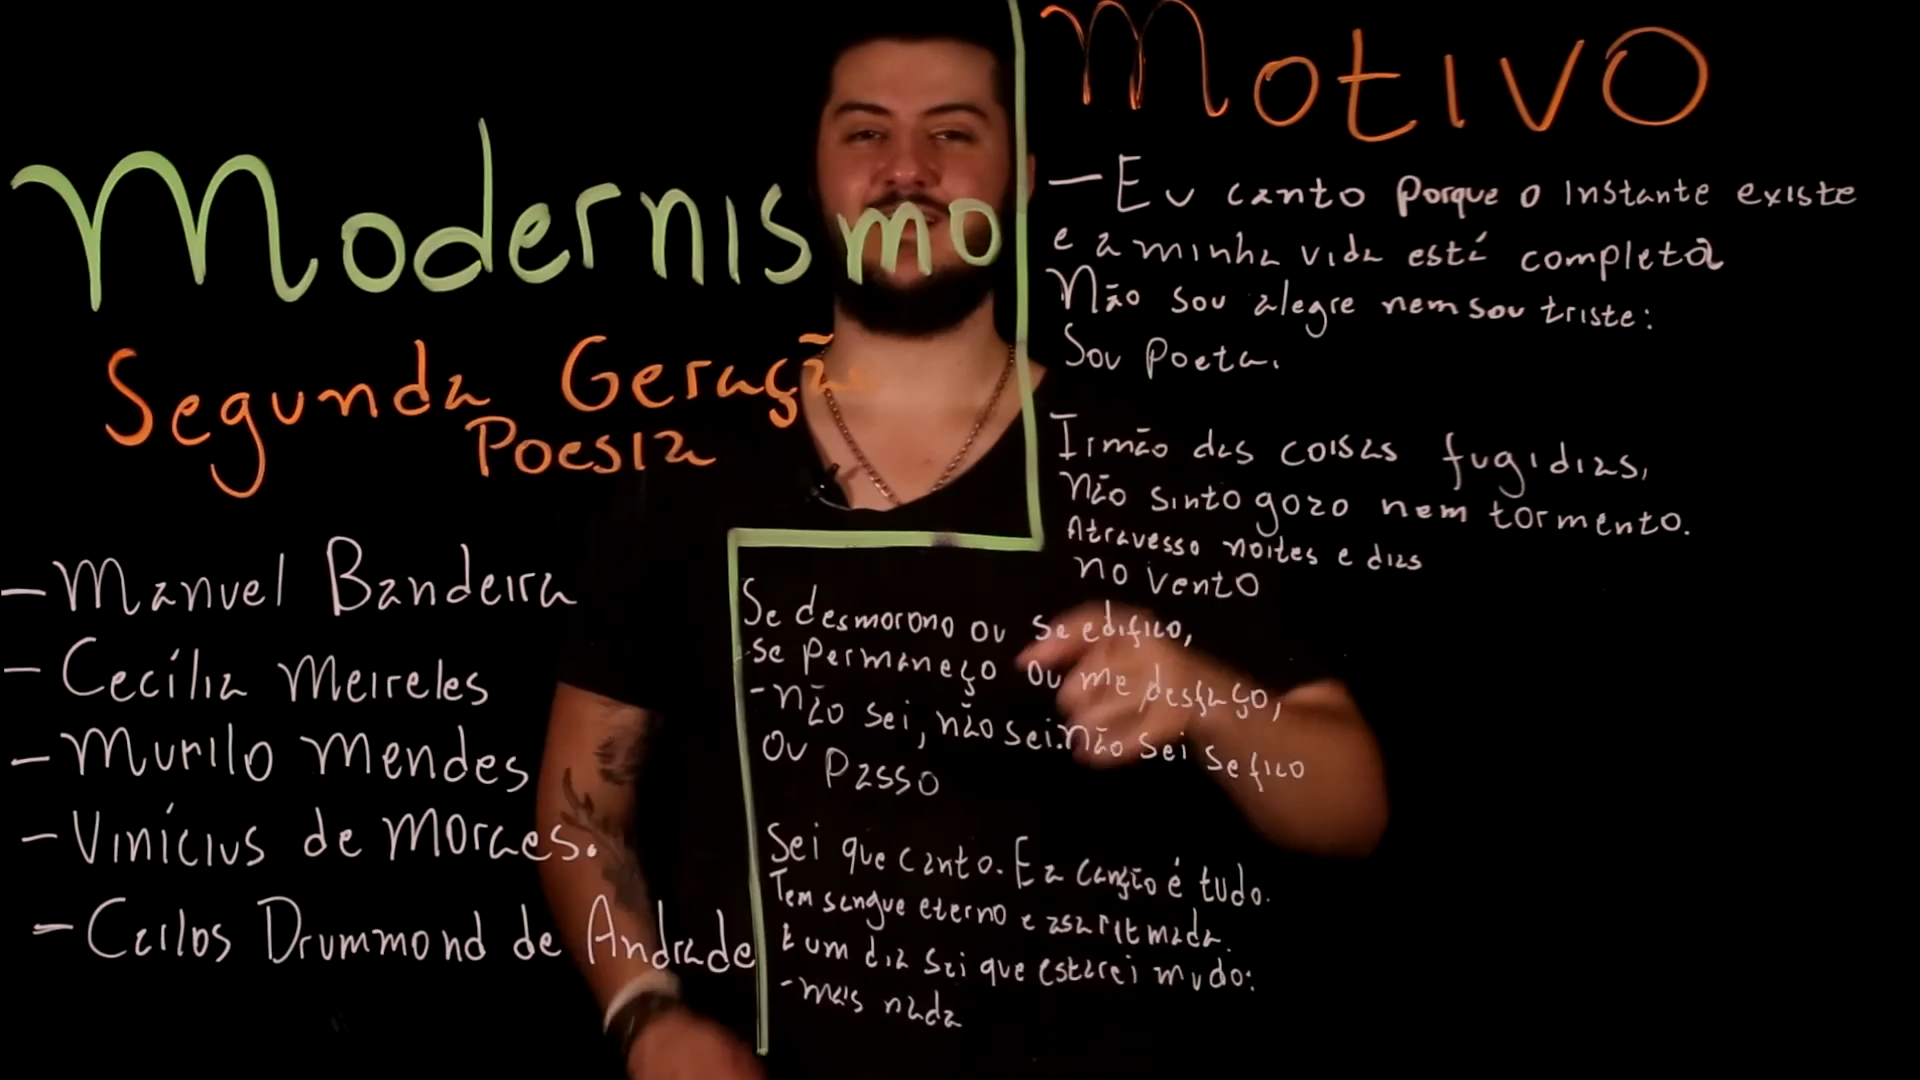 Modernismo
Segunda Geração
Poesia
- Manuel Bandeira
- Cecília Meireles
- Murilo Mendes
- Vinícius de Moraes.
- Carlos Drummond de Andrade
Motivo
- Eu canto porque o instante existe
e a minha vida está completa
Não sou alegre nem sou triste:
Sou poeta.
Irmão das coisas fugidias,
Não sinto gozo nem tormento.
Atravesso noites e dias
no vento
Se desmorono ou se edifico,
se permaneço ou me desfaço,
- não sei, não sei. Não sei se fico
ou passo
Sei que canto. E a canção é tudo.
Tem sangue eterno e asa ritmada.
E um dia sei que estarei mudo:
- mais nada